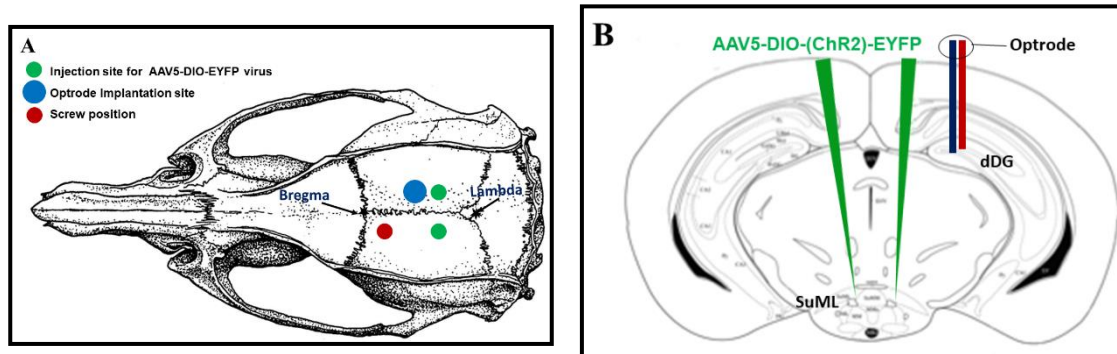 A
Injection site for AAV5-DIO-EYFP virus
Optrode Implantation site
Screw position
Bregma
Lambda
B
AAV5-DIO-(ChR2)-EYFP
Optrode
dDG
SuML